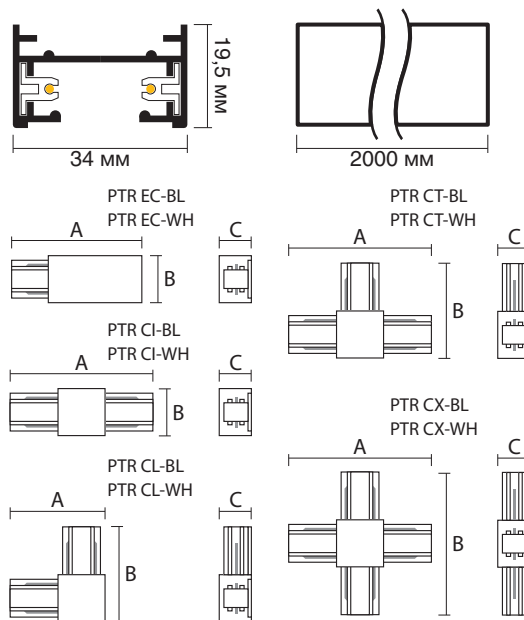 19,5 мм
34 мм
2000 мм
PTR EC-BL
PTR EC-WH
A
C
B
PTR CT-BL
PTR CT-WH
A
C
B
PTR CI-BL
PTR CI-WH
A
B
PTR CX-BL
PTR CX-WH
A
C
B
PTR CL-BL
PTR CL-WH
A
C
B